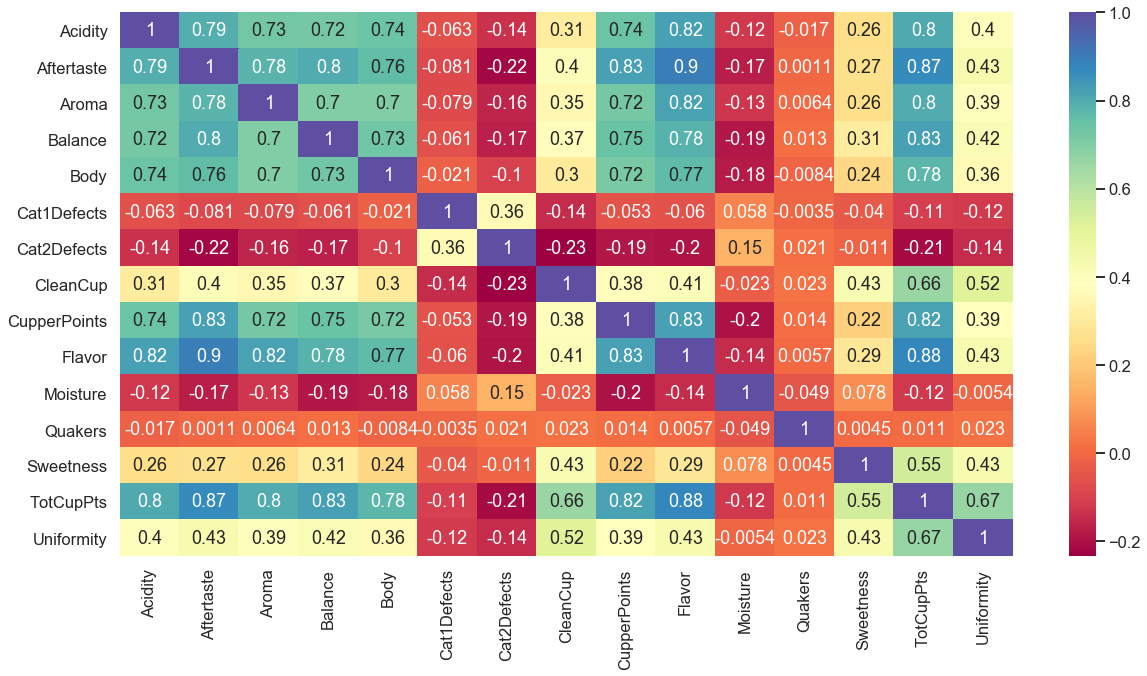 Acidity 1 0.79 0.73 0.72 0.74 -0.063 -0.14 0.31 0.74 0.82 -0.12 -0.017 0.26 0.8 0.4
Aftertaste 0.79 1 0.78 0.8 0.76 -0.081 -0.22 0.4 0.83 0.9 -0.17 0.0011 0.27 0.87 0.43
Aroma 0.73 0.78 1 0.7 0.7 -0.079 -0.16 0.35 0.72 0.82 -0.13 0.0064 0.26 0.8 0.39
Balance 0.72 0.8 0.7 1 0.73 -0.061 -0.17 0.37 0.75 0.78 -0.19 0.013 0.31 0.83 0.42
Body 0.74 0.76 0.7 0.73 1 -0.021 -0.1 0.3 0.72 0.77 -0.18 -0.0084 0.24 0.78 0.36
Cat1Defects -0.063 -0.081 -0.079 -0.061 -0.021 1 0.36 -0.14 -0.053 -0.06 0.058 -0.0035 -0.04 -0.11 -0.12
Cat2Defects -0.14 -0.22 -0.16 -0.17 -0.1 0.36 1 -0.23 -0.19 -0.2 0.15 0.021 -0.011 -0.21 -0.14
CleanCup 0.31 0.4 0.35 0.37 0.3 -0.14 -0.23 1 0.38 0.41 -0.023 0.023 0.43 0.66 0.52
CupperPoints 0.74 0.83 0.72 0.75 0.72 -0.053 -0.19 0.38 1 0.83 -0.2 0.014 0.22 0.82 0.39
Flavor 0.82 0.9 0.82 0.78 0.77 -0.06 -0.2 0.41 0.83 1 -0.14 0.0057 0.29 0.88 0.43
Moisture -0.12 -0.17 -0.13 -0.19 -0.18 0.058 0.15 -0.023 -0.2 -0.14 1 -0.049 0.078 -0.12 -0.0054
Quakers -0.017 0.0011 0.0064 0.013 -0.0084 -0.0035 0.021 0.023 0.014 0.0057 -0.049 1 0.0045 0.011 0.023
Sweetness 0.26 0.27 0.26 0.31 0.24 -0.04 -0.011 0.43 0.22 0.29 0.078 0.0045 1 0.55 0.43
TotCupPts 0.8 0.87 0.8 0.83 0.78 -0.11 -0.21 0.66 0.82 0.88 -0.12 0.011 0.55 1 0.67
Uniformity 0.4 0.43 0.39 0.42 0.36 -0.12 -0.14 0.52 0.39 0.43 -0.0054 0.023 0.43 0.67 1
Acidity
Aftertaste
Aroma
Balance
Body
Cat1Defects
Cat2Defects
CleanCup
CupperPoints
Flavor
Moisture
Quakers
Sweetness
TotCupPts
Uniformity
1.0
0.8
0.6
0.4
0.2
0.0
−0.2